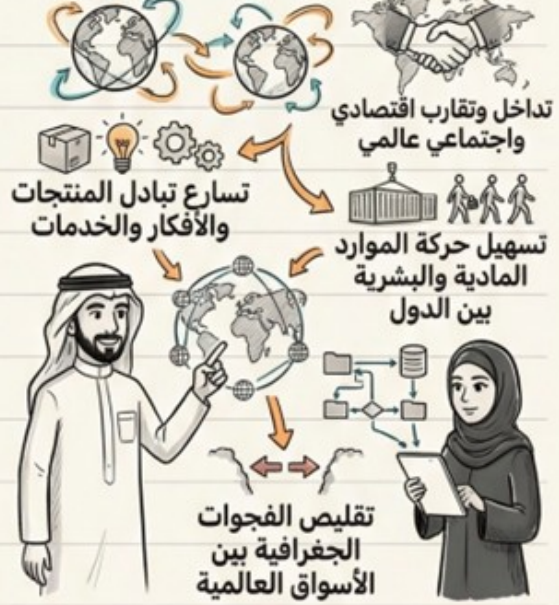 تداخل وتقارب اقتصادي
واجتماعي عالمي
تسارع تبادل المنتجات
والأفكار والخدمات
تسهيل حركة الموارد
المادية والبشرية
بين الدول
تقليص الفجوات
الجغرافية بين
الأسواق العالمية